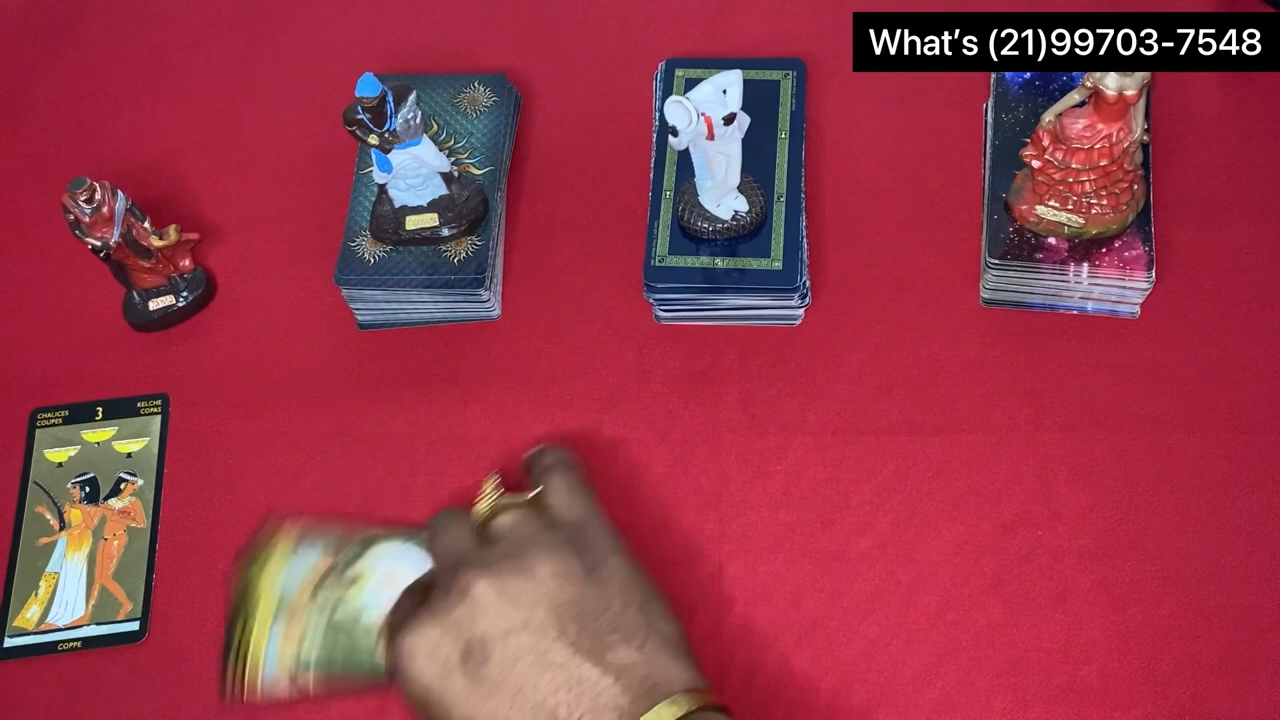 What’s (21)99703-7548
CHALICES
COUPES
3
KELCHE
COPAS
COPPE